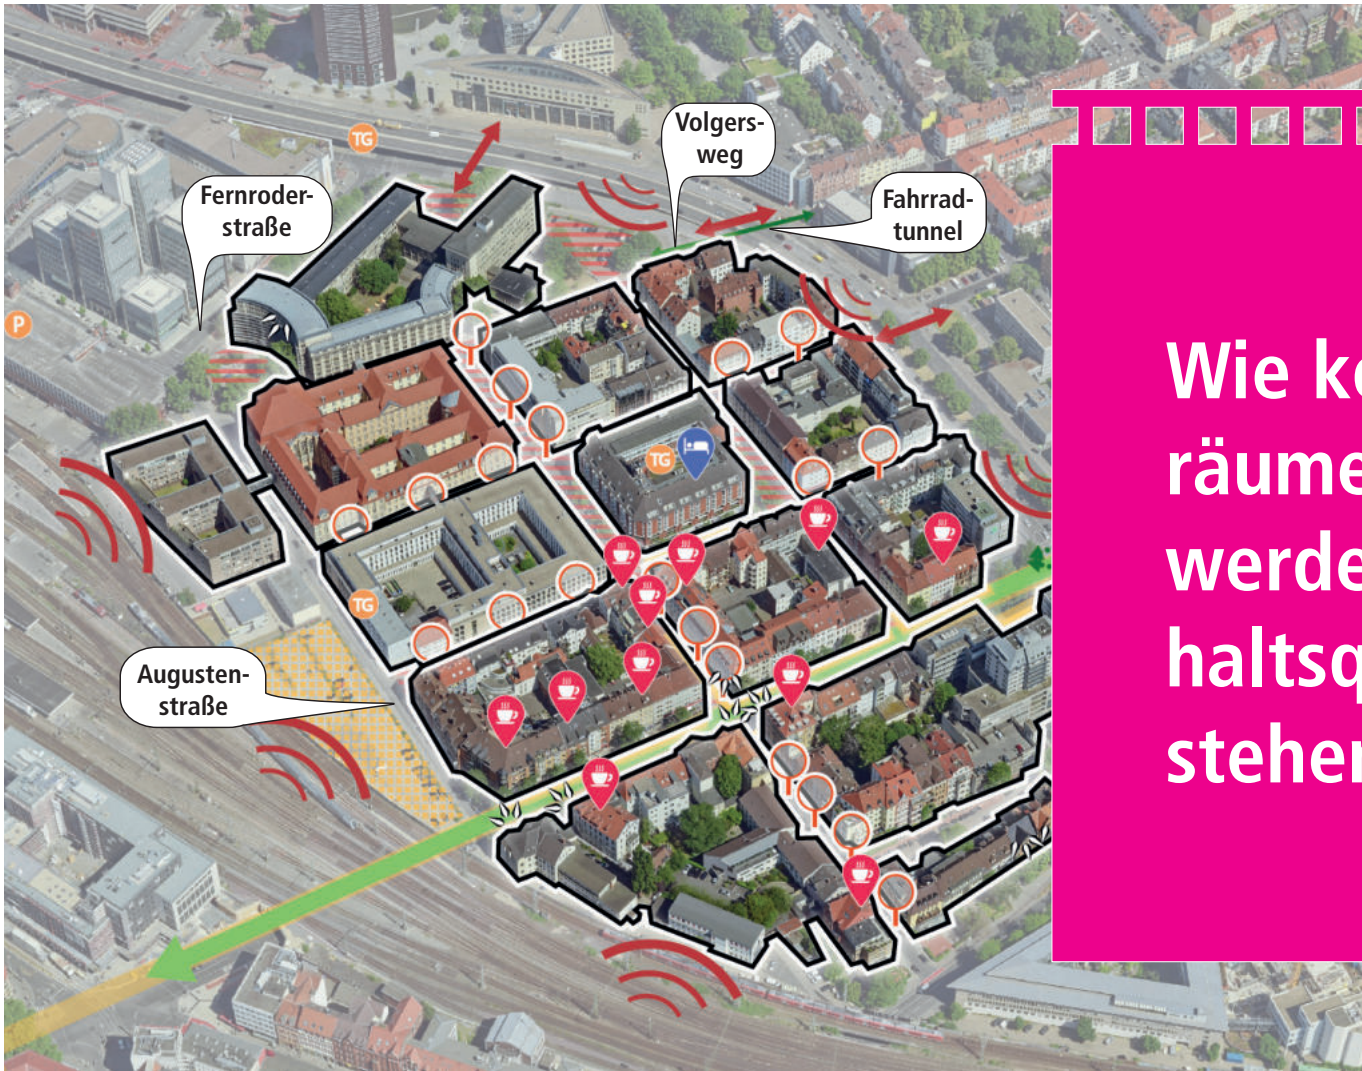 Volgers-
weg
TG
Fernroder-
straße
Fahrrad-
tunnel
P
TG
TG
Augusten-
straße
Wie k
räume
werde
haltsq
stehe